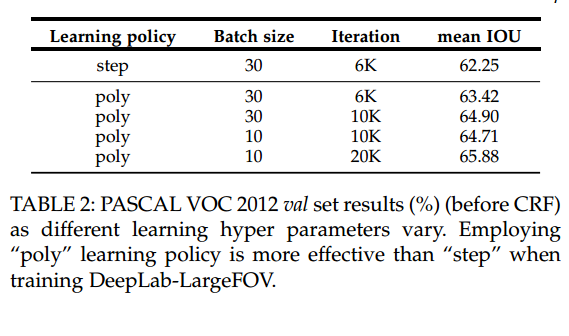 Learning policy Batch size Iteration mean IOU
step 30 6K 62.25
poly 30 6K 63.42
poly 30 10K 64.90
poly 10 10K 64.71
poly 10 20K 65.88
TABLE 2: PASCAL VOC 2012 val set results (%) (before CRF)
as different learning hyper parameters vary. Employing
“poly” learning policy is more effective than “step” when
training DeepLab-LargeFOV.